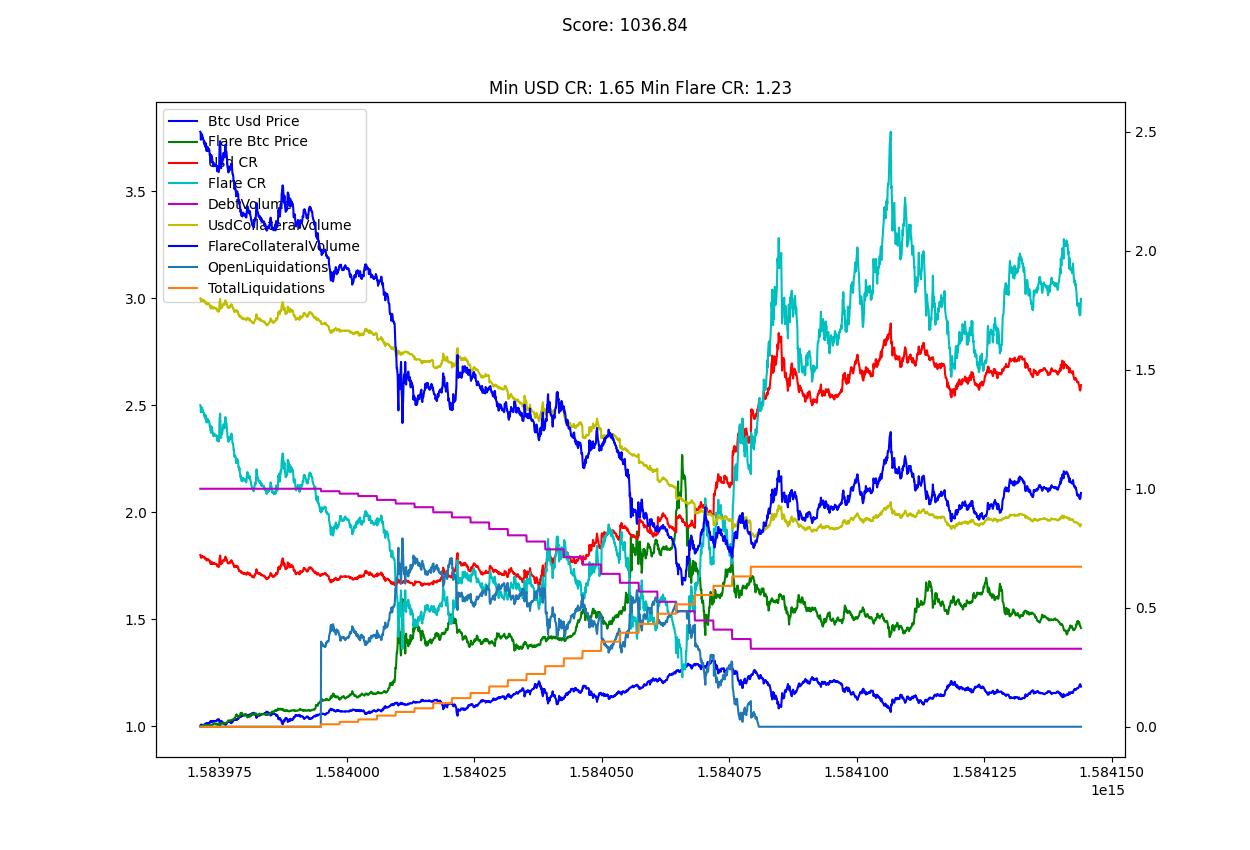 Score: 1036.84
Min USD CR: 1.65 Min Flare CR: 1.23
Btc Usd Price
Flare Btc Price
Usd CR
Flare CR
DebtVolume
UsdCollateralVolume
FlareCollateralVolume
OpenLiquidations
TotalLiquidations
3.5
3.0
2.5
2.0
1.5
1.0
2.5
2.0
1.5
1.0
0.5
0.0
1.583975
1.584000
1.584025
1.584050
1.584075
1.584100
1.584125
1.584150
1e15